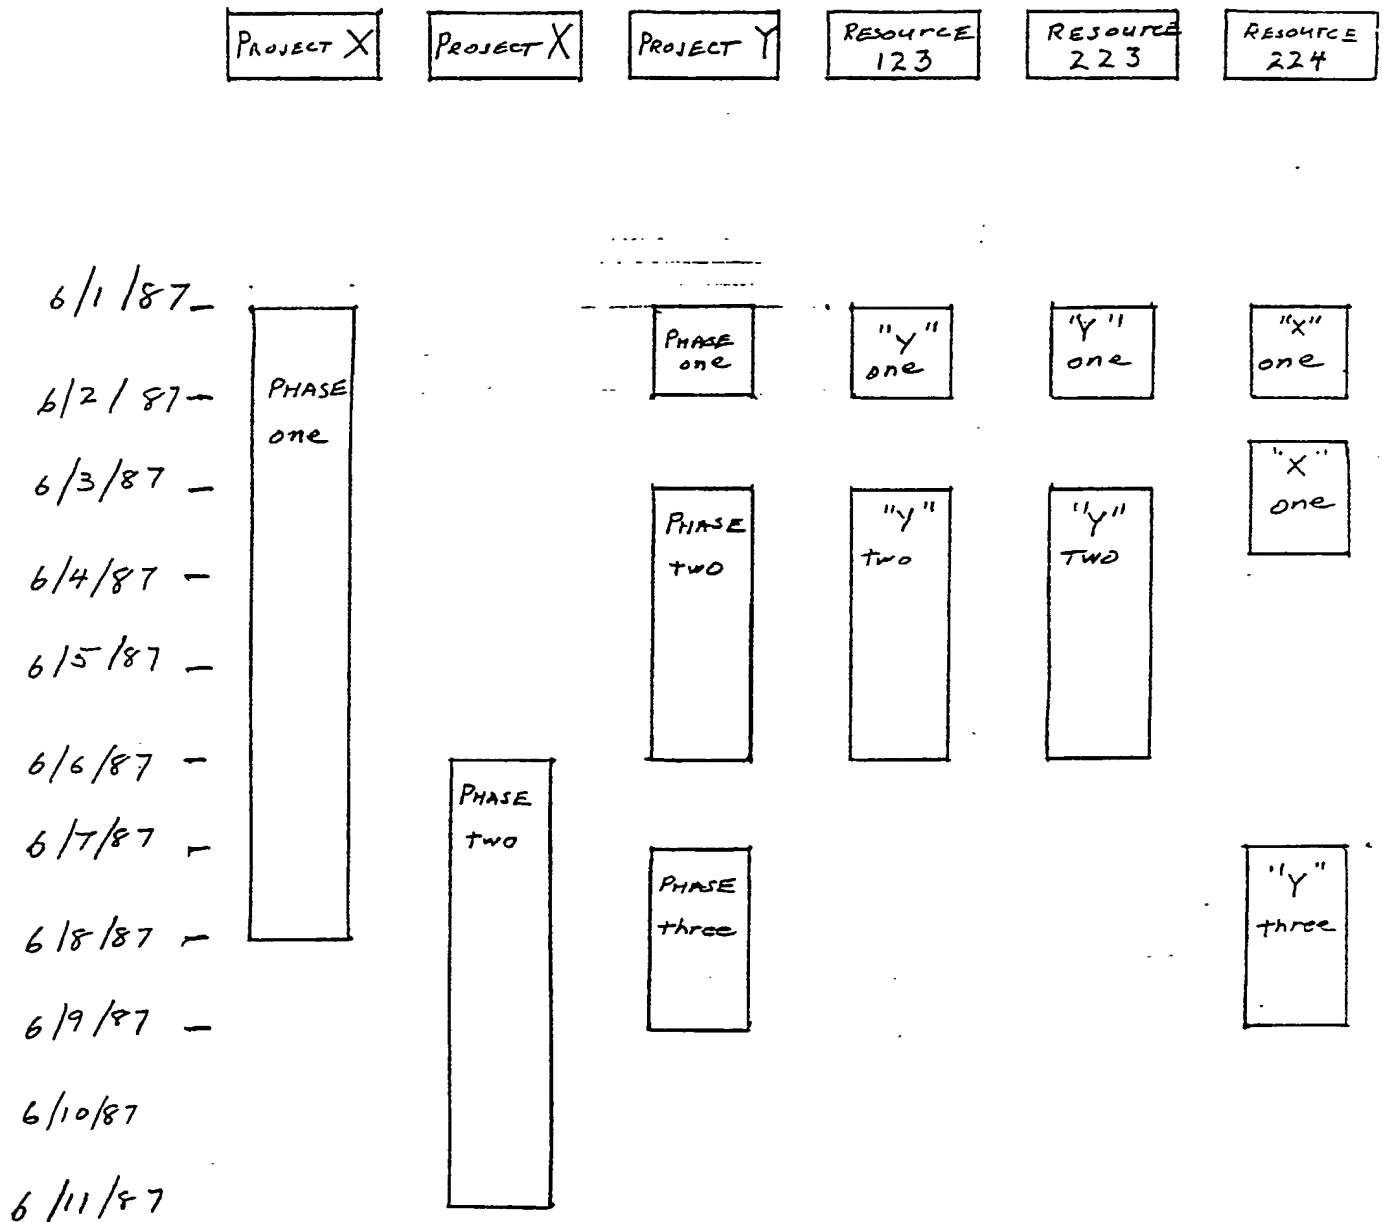 PROJECT X
PROJECT X
PROJECT Y
RESOURCE
123
RESOURCE
223
RESOURCE
224
6/1/87
6/2/87
6/3/87
6/4/87
6/5/87
6/6/87
6/7/87
6/8/87
6/9/87
6/10/87
6/11/87
PHASE
one
PHASE
two
PHASE
one
PHASE
two
PHASE
three
"Y"
one
"Y"
two
"Y"
one
"Y"
TWO
"X"
one
"X"
one
"Y"
three